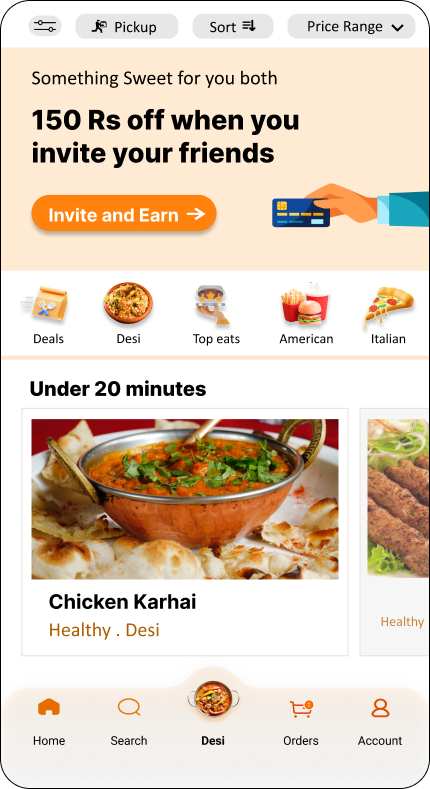 Pickup
Sort
Price Range
Something Sweet for you both
150 Rs off when you
invite your friends
Invite and Earn
Deals
Desi
Top eats
American
Italian
Under 20 minutes
Chicken Karhai
Healthy . Desi
Healthy
Home
Search
Desi
Orders
Account